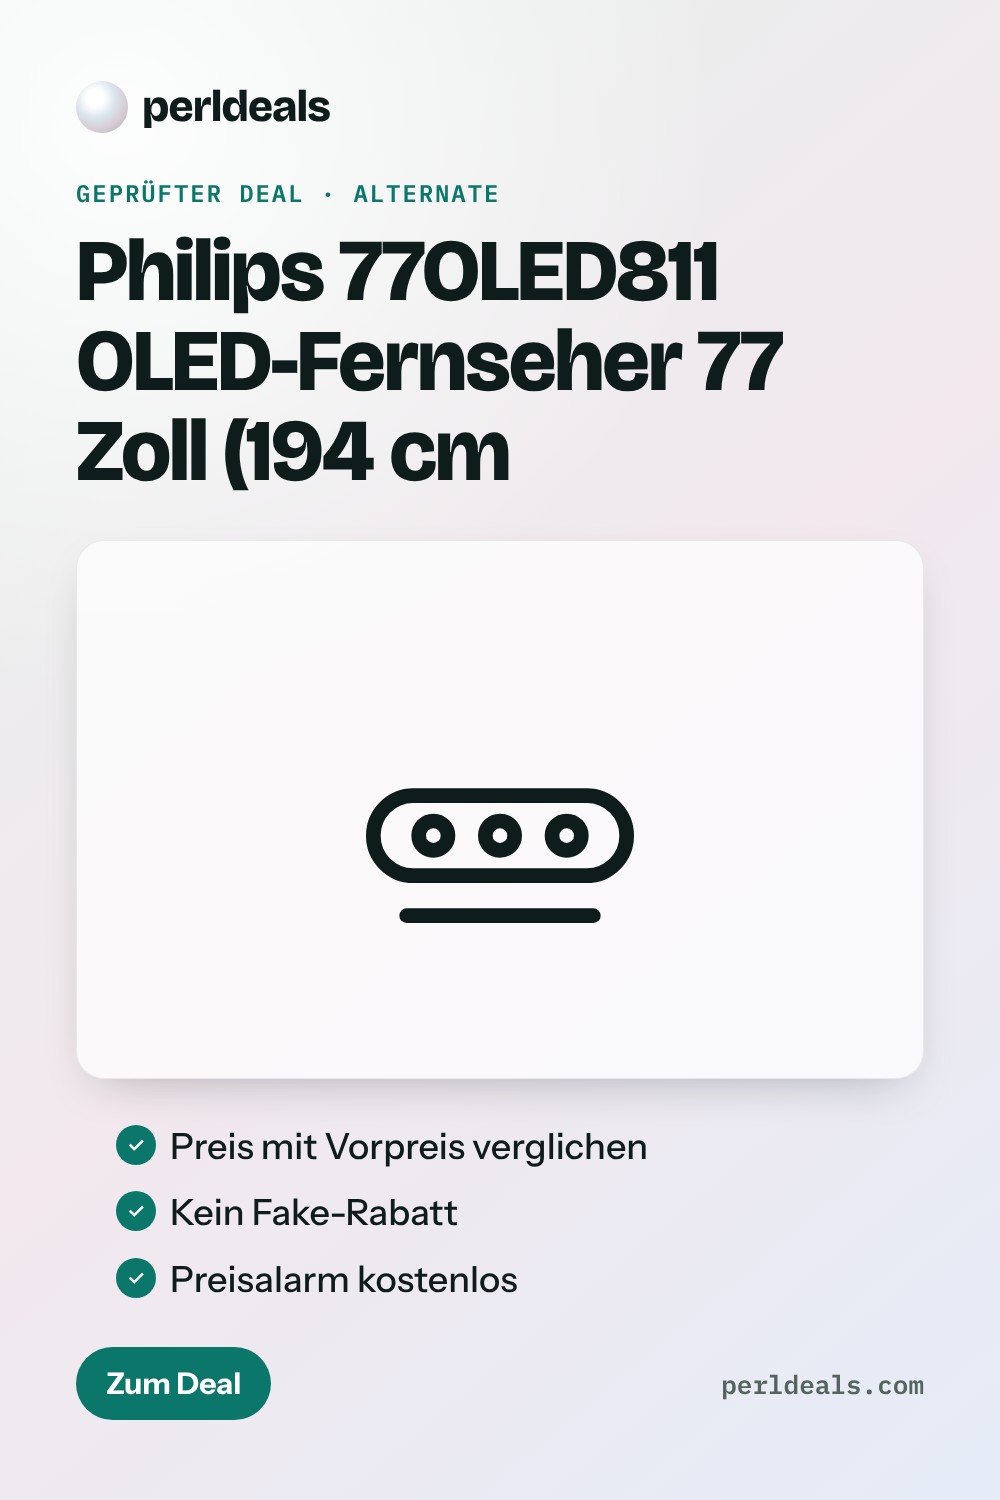 perldeals
GEPRÜFTER DEAL · ALTERNATE
Philips 77OLED811
OLED-Fernseher 77
Zoll (194 cm
Preis mit Vorpreis verglichen
Kein Fake-Rabatt
Preisalarm kostenlos
Zum Deal
perldeals.com